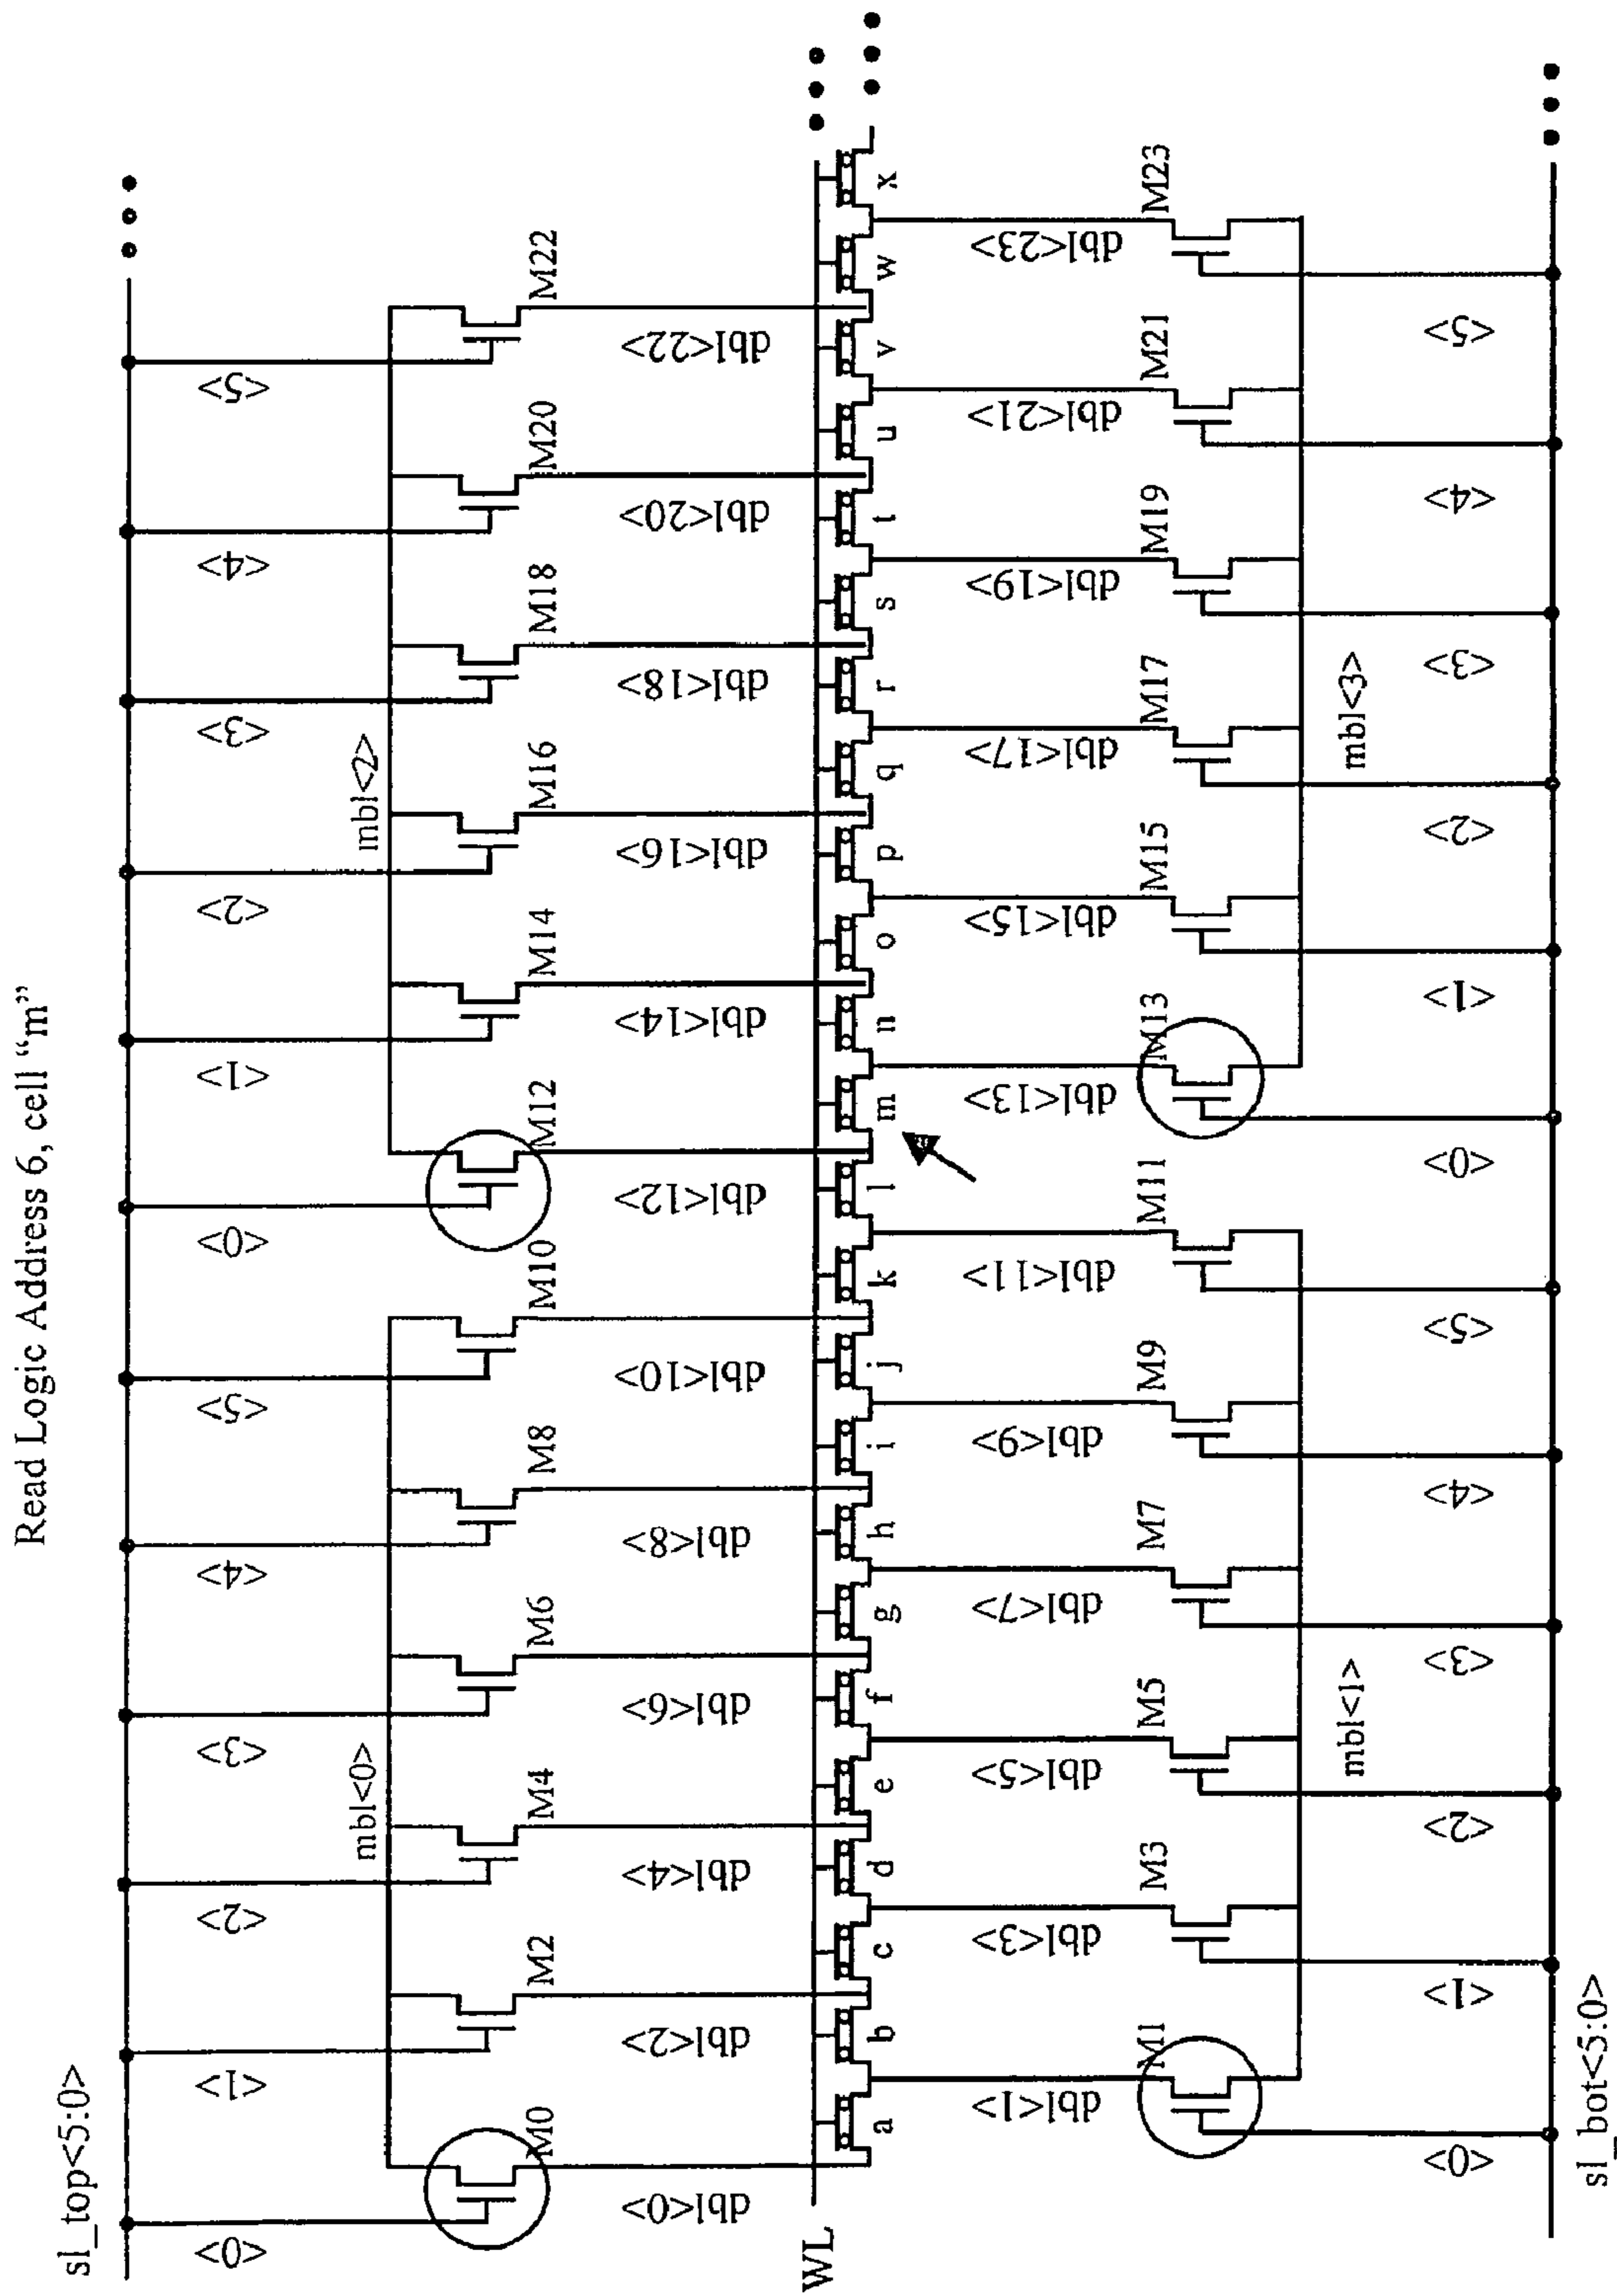 Read Logic Address 6, cell “m”
sl_top<5:0>
<0> <1> <2> <3> <4> <5> <0> <1> <2> <3> <4> <5>
mbl<0> mbl<2>
M0 M2 M4 M6 M8 M10 M12 M14 M16 M18 M20 M22
dbl<0> dbl<2> dbl<4> dbl<6> dbl<8> dbl<10> dbl<12> dbl<14> dbl<16> dbl<18> dbl<20> dbl<22>
WL
a b c d e f g h i j k l m n o p q r s t u v w x
dbl<1> dbl<3> dbl<5> dbl<7> dbl<9> dbl<11> dbl<13> dbl<15> dbl<17> dbl<19> dbl<21> dbl<23>
M1 M3 M5 M7 M9 M11 M13 M15 M17 M19 M21 M23
mbl<1> mbl<3>
<0> <1> <2> <3> <4> <5> <0> <1> <2> <3> <4> <5>
sl_bot<5:0>